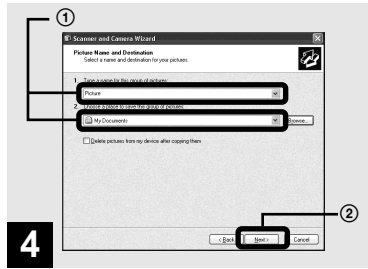 ①
Scanner and Camera Wizard
Picture Name and Destination
Select a name and destination for your pictures.
1. Type a name for this group of pictures:
Picture
2. Choose a place to save this group of pictures:
My Documents
Browse...
Delete pictures from my device after copying them
②
< Back Next > Cancel
4